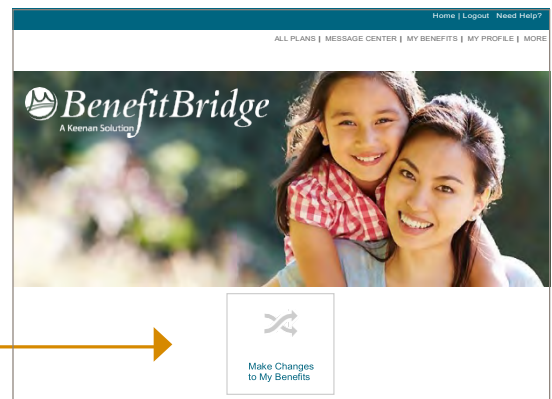 Home | Logout Need Help?
ALL PLANS | MESSAGE CENTER | MY BENEFITS | MY PROFILE | MORE
BenefitBridge
A Keenan Solution
Make Changes
to My Benefits